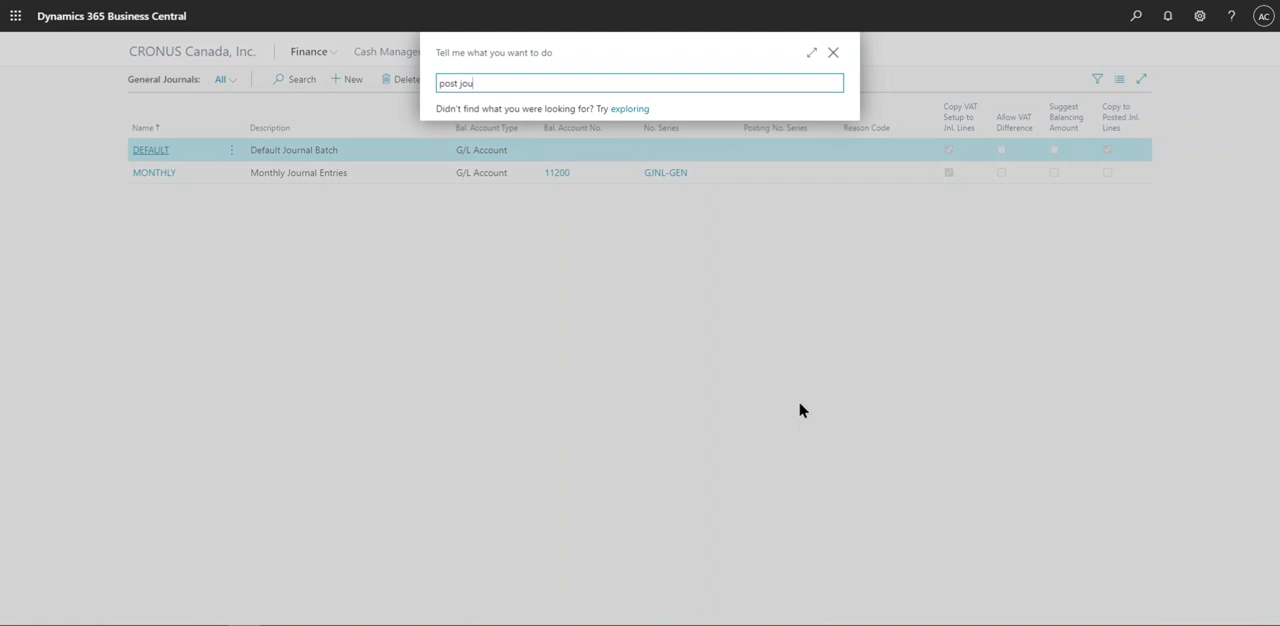 Dynamics 365 Business Central
AC
CRONUS Canada, Inc. Finance Cash Manage
Tell me what you want to do
General Journals: All Search + New Delete
post jou
Didn't find what you were looking for? Try exploring
Name ↑ Description Bal. Account Type Bal. Account No. No. Series Posting No. Series Reason Code Copy VAT Setup to Jnl. Lines Allow VAT Difference Suggest Balancing Amount Copy to Posted Jnl. Lines
DEFAULT Default Journal Batch G/L Account
MONTHLY Monthly Journal Entries G/L Account 11200 GJNL-GEN